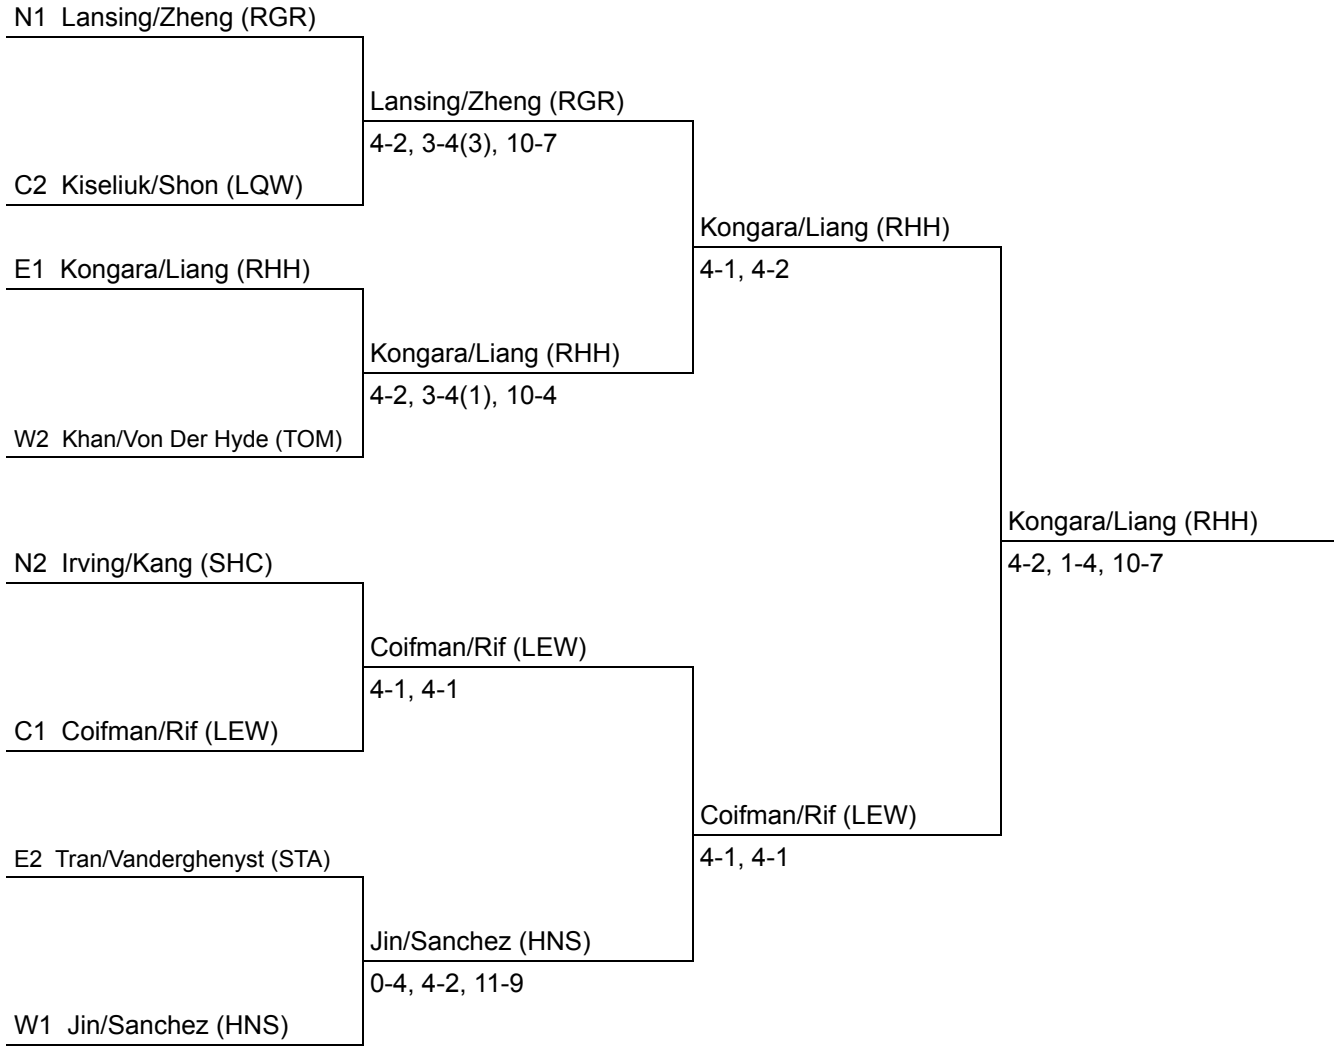 N1 Lansing/Zheng (RGR)
Lansing/Zheng (RGR)
4-2, 3-4(3), 10-7
C2 Kiseliuk/Shon (LQW)
Kongara/Liang (RHH)
4-1, 4-2
E1 Kongara/Liang (RHH)
Kongara/Liang (RHH)
4-2, 3-4(1), 10-4
W2 Khan/Von Der Hyde (TOM)
Kongara/Liang (RHH)
4-2, 1-4, 10-7
N2 Irving/Kang (SHC)
Coifman/Rif (LEW)
4-1, 4-1
C1 Coifman/Rif (LEW)
Coifman/Rif (LEW)
4-1, 4-1
E2 Tran/Vanderghenyst (STA)
Jin/Sanchez (HNS)
0-4, 4-2, 11-9
W1 Jin/Sanchez (HNS)